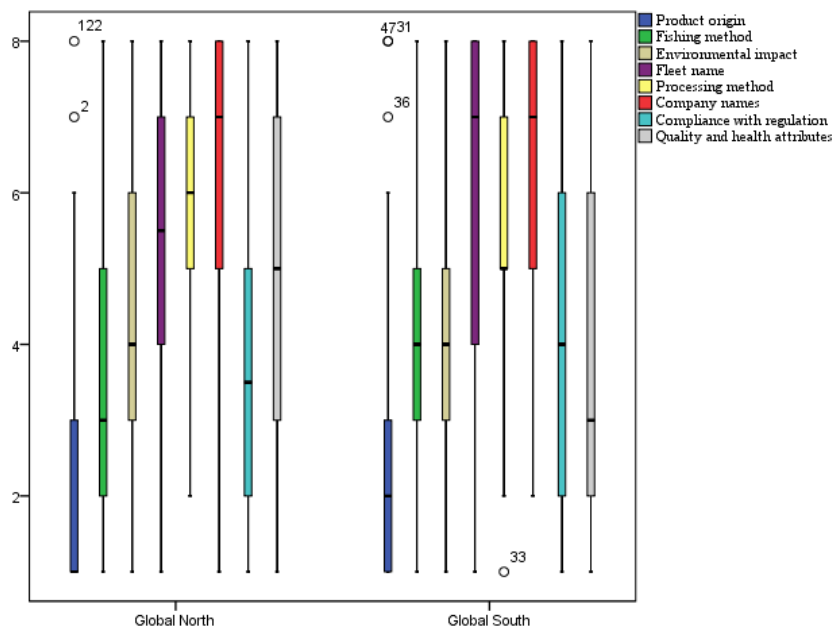 122
4731
8
2
36
6
4
2
33
Global North
Global South
Product origin
Fishing method
Environmental impact
Fleet name
Processing method
Company names
Compliance with regulation
Quality and health attributes